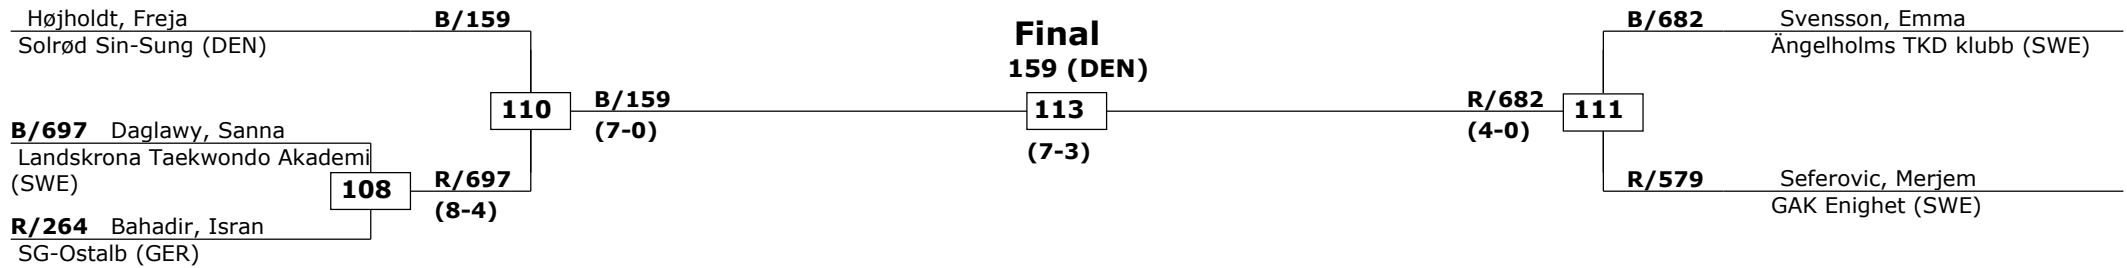 Højholdt, Freja
B/159
Solrød Sin-Sung (DEN)
B/697 Daglawy, Sanna
Landskrona Taekwondo Akademi
(SWE)
108
R/697
(8-4)
R/264 Bahadir, Isran
SG-Ostalb (GER)
110
B/159
(7-0)
Final
159 (DEN)
113
(7-3)
R/682
(4-0)
111
B/682
Svensson, Emma
Ängelholms TKD klubb (SWE)
R/579
Seferovic, Merjem
GAK Enighet (SWE)